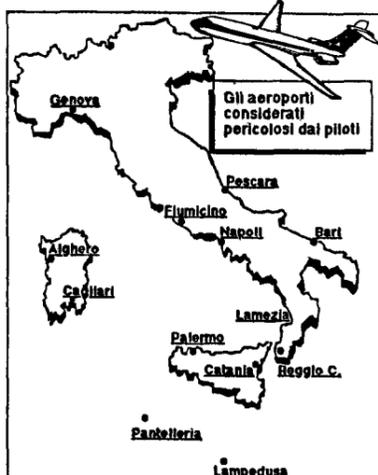 Gli aeroporti
considerati
pericolosi dai piloti
Genova
Pescara
Fiumicino
Napoli
Bari
Alghero
Cagliari
Lamezia
Palermo
Catania
Reggio C.
Pantelleria
Lampedusa